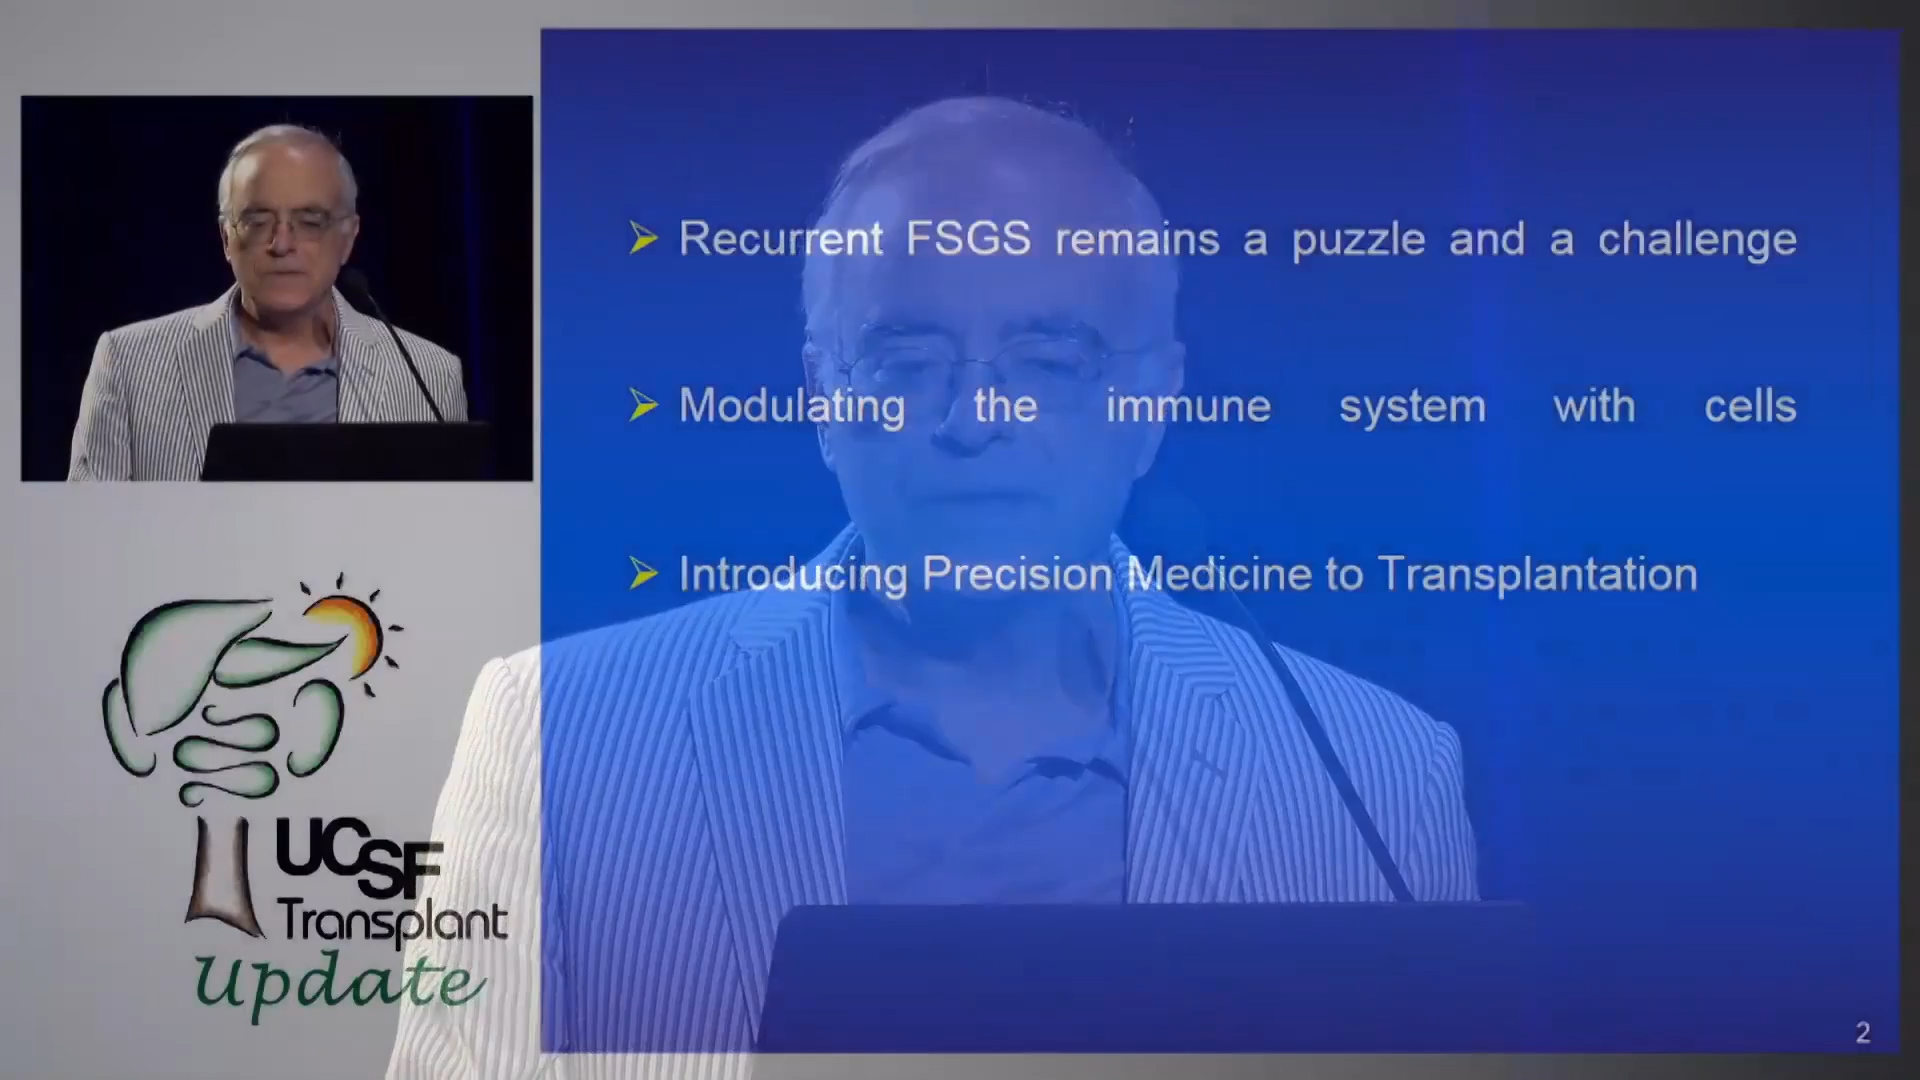 Recurrent FSGS remains a puzzle and a challenge
Modulating the immune system with cells
Introducing Precision Medicine to Transplantation
UCSF
Transplant
Update
2